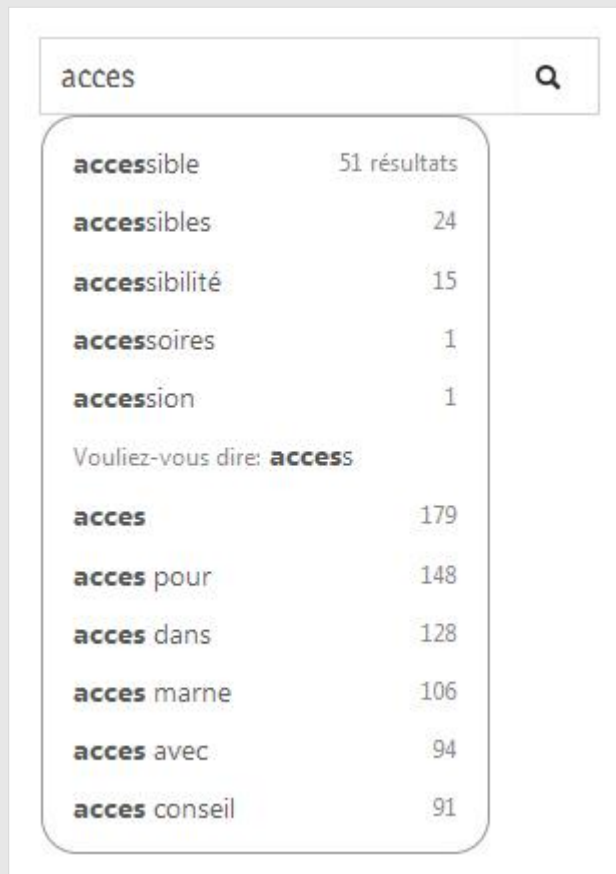 acces
accessible 51 résultats
accessibles 24
accessibilité 15
accessoires 1
accession 1
Vouliez-vous dire: access
acces 179
acces pour 148
acces dans 128
acces marne 106
acces avec 94
acces conseil 91